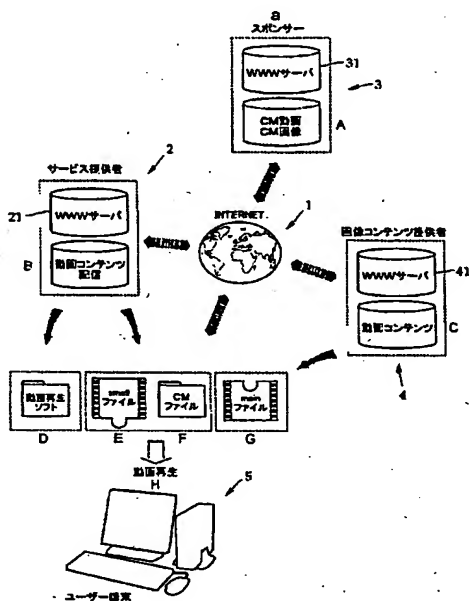 a
スポンサー
WWWサーバ
31
3
CM動画
CM画像
A
サービス提供者
2
21
WWWサーバ
B
動画コンテンツ
配信
INTERNET
1
画像コンテンツ提供者
WWWサーバ
41
動画コンテンツ
C
4
動画再生
ソフト
small
ファイル
CM
ファイル
main
ファイル
D
E
F
G
動画再生
H
5
ユーザー端末